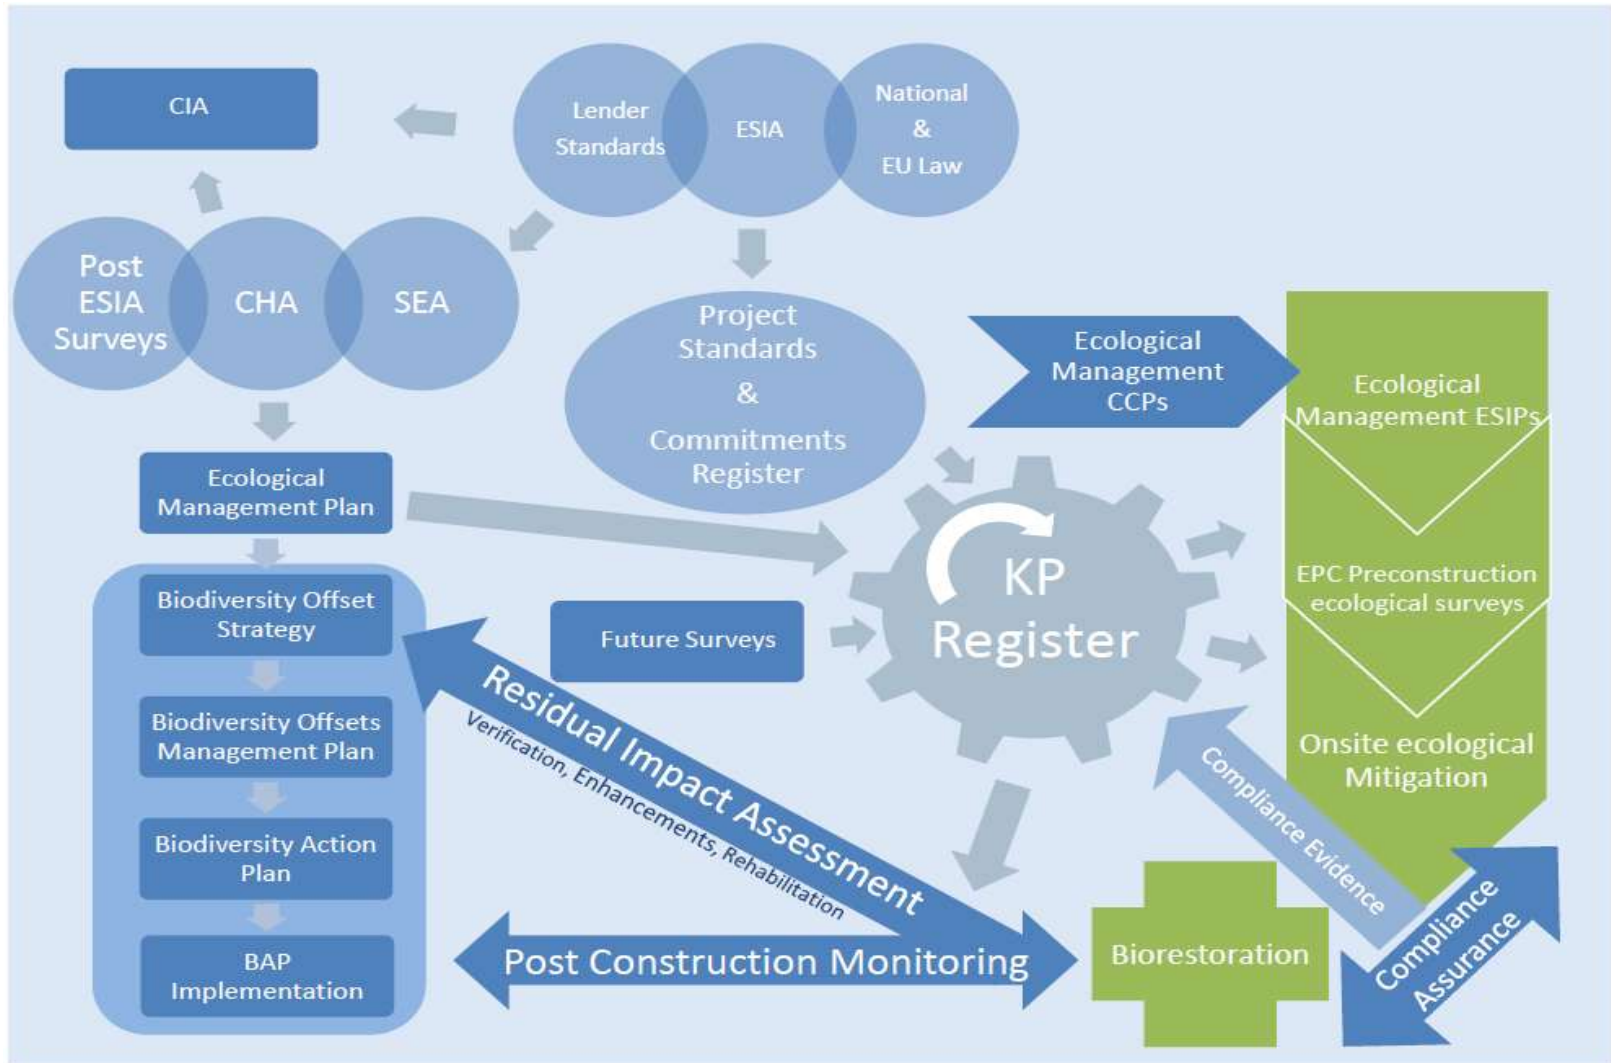 CIA
Lender
Standards
ESIA
National
&
EU Law
Post
ESIA
Surveys
CHA
SEA
Project
Standards
&
Commitments
Register
Ecological
Management
CCPs
Ecological
Management ESIPs
Ecological
Management Plan
EPC Preconstruction
ecological surveys
Biodiversity Offset
Strategy
Future Surveys
KP
Register
Residual Impact Assessment
Verification, Enhancements, Rehabilitation
Biodiversity Offsets
Management Plan
Onsite ecological
Mitigation
Compliance Evidence
Biodiversity Action
Plan
Compliance
Assurance
BAP
Implementation
Post Construction Monitoring
Biorestoration